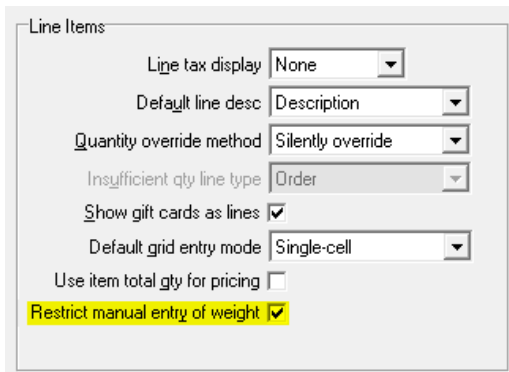 Line Items
Line tax display None
Default line desc Description
Quantity override method Silently override
Insufficient qty line type Order
Show gift cards as lines
Default grid entry mode Single-cell
Use item total qty for pricing
Restrict manual entry of weight